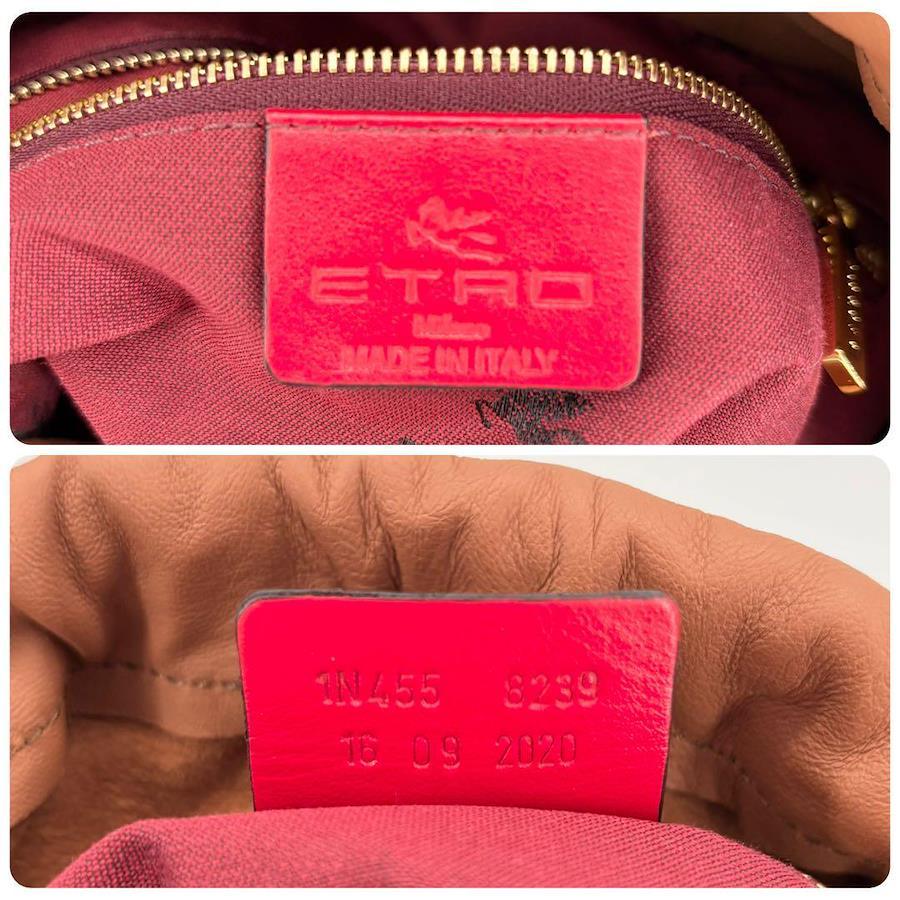 ETRO
Milano
MADE IN ITALY
1N455 8239
16 09 2020